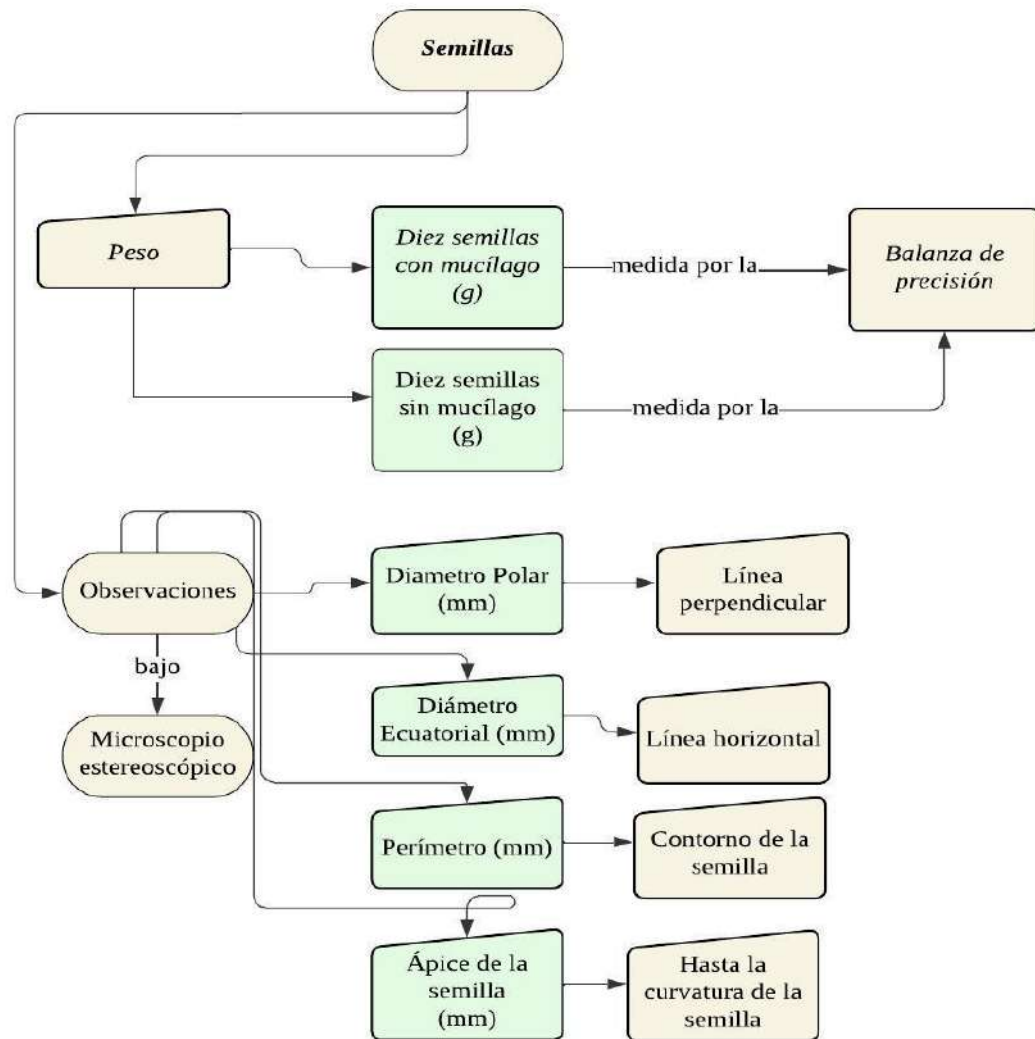 Semillas
Peso
Diez semillas
con mucílago
(g)
medida por la
Balanza de
precisión
Diez semillas
sin mucílago
(g)
medida por la
Observaciones
Diametro Polar
(mm)
Línea
perpendicular
bajo
Microscopio
estereoscópico
Diámetro
Ecuatorial (mm)
Línea horizontal
Perímetro (mm)
Contorno de la
semilla
Ápice de la
semilla
(mm)
Hasta la
curvatura de la
semilla